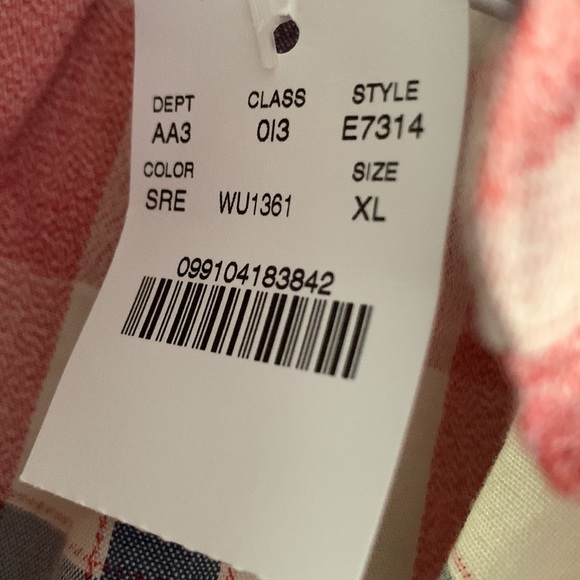 DEPT CLASS STYLE
AA3 013 E7314
COLOR SIZE
SRE WU1361 XL
099104183842